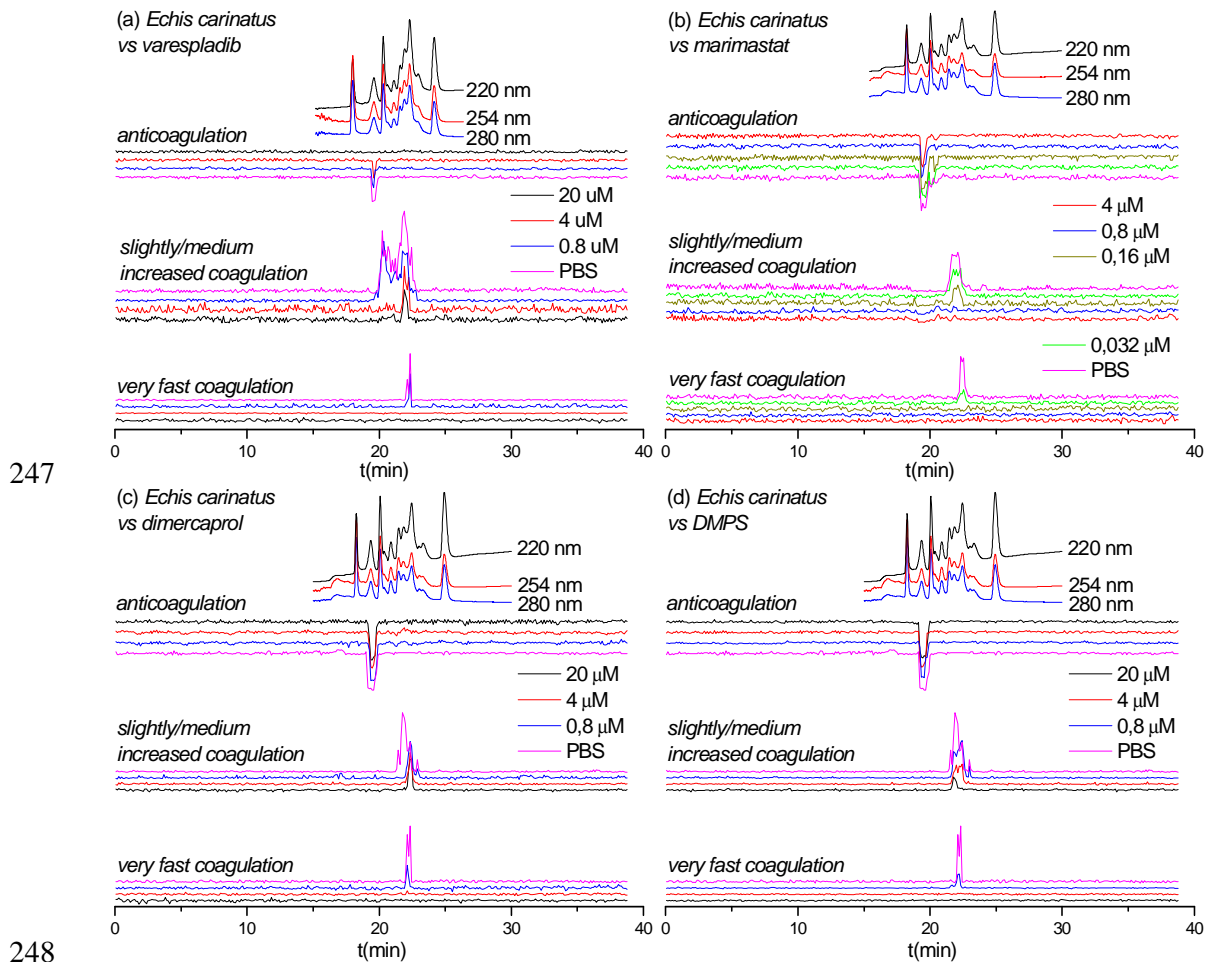 (a) Echis carinatus
vs varespladib
220 nm
254 nm
280 nm
anticoagulation
20 uM
4 uM
0.8 uM
PBS
slightly/medium
increased coagulation
very fast coagulation
0 10 20 30 40
t(min)
247
(b) Echis carinatus
vs marimastat
220 nm
254 nm
280 nm
anticoagulation
4 μM
0,8 μM
0,16 μM
slightly/medium
increased coagulation
0,032 μM
PBS
very fast coagulation
0 10 20 30 40
t(min)
(c) Echis carinatus
vs dimercaprol
220 nm
254 nm
280 nm
anticoagulation
20 μM
4 μM
0,8 μM
PBS
slightly/medium
increased coagulation
very fast coagulation
0 10 20 30 40
t(min)
248
(d) Echis carinatus
vs DMPS
220 nm
254 nm
280 nm
anticoagulation
20 μM
4 μM
0,8 μM
PBS
slightly/medium
increased coagulation
very fast coagulation
0 10 20 30 40
t(min)